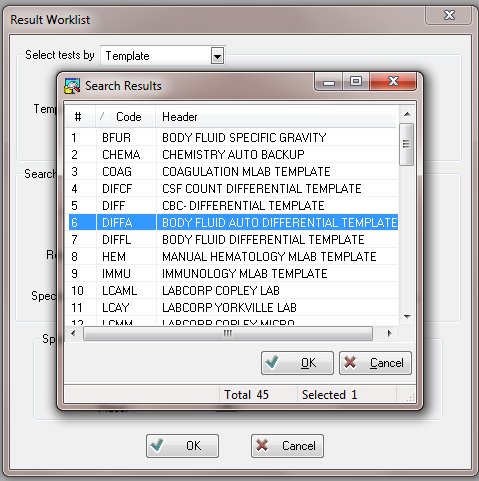 Result Worklist
Select tests by Template
Search Results
# / Code Header
1 BFUR BODY FLUID SPECIFIC GRAVITY
2 CHEMA CHEMISTRY AUTO BACKUP
3 COAG COAGULATION MLAB TEMPLATE
4 DIFCF CSF COUNT DIFFERENTIAL TEMPLATE
5 DIFF CBC- DIFFERENTIAL TEMPLATE
6 DIFFA BODY FLUID AUTO DIFFERENTIAL TEMPLATE
7 DIFFL BODY FLUID DIFFERENTIAL TEMPLATE
8 HEM MANUAL HEMATOLOGY MLAB TEMPLATE
9 IMMU IMMUNOLOGY MLAB TEMPLATE
10 LCAML LABCORP COPLEY LAB
11 LCAY LABCORP YORKVILLE LAB
12 LCMM LABCORP COPLEY MICRO
OK Cancel
Total 45 Selected 1
Temp
Search
Re
Spec
Sp
OK Cancel